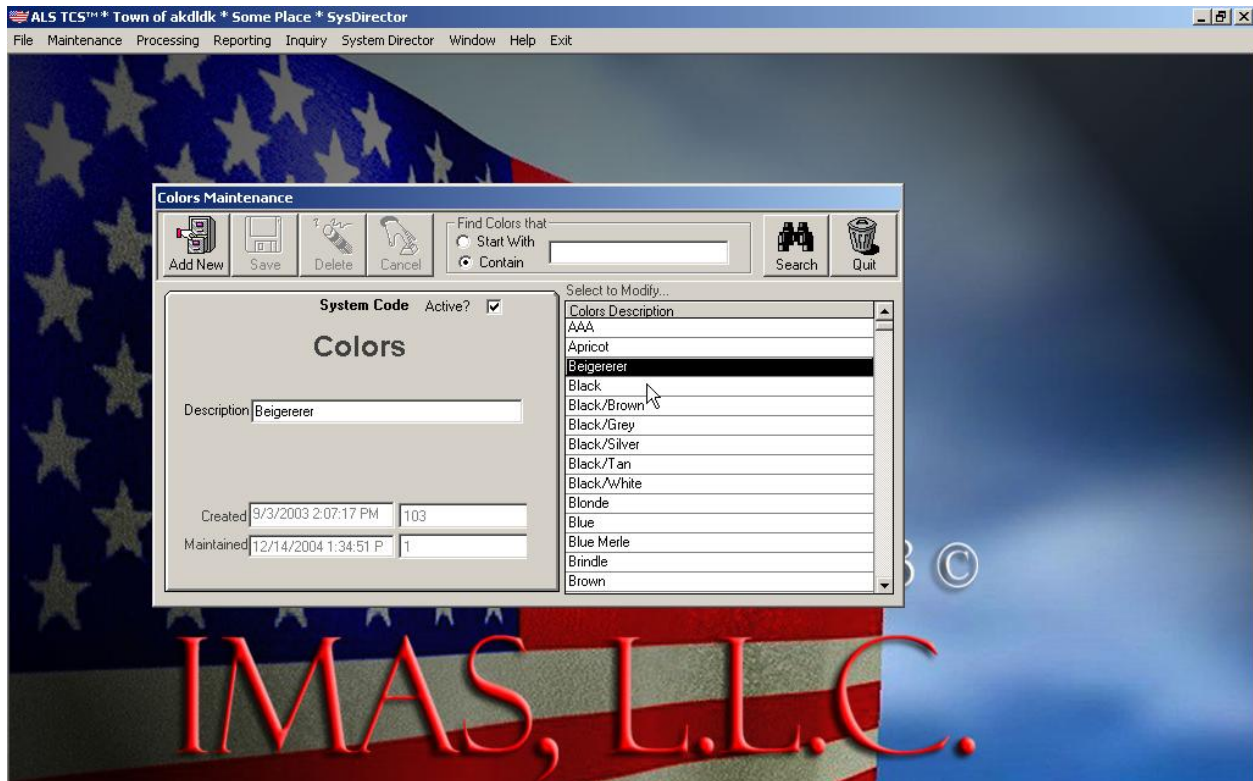 ALS TCS™ * Town of akdldk * Some Place * SysDirector
File Maintenance Processing Reporting Inquiry System Director Window Help Exit
Colors Maintenance
Add New
Save
Delete
Cancel
Find Colors that
Start With
Contain
Search
Quit
System Code Active?
Colors
Description Beigererer
Created 9/3/2003 2:07:17 PM 103
Maintained 12/14/2004 1:34:51 P 1
Select to Modify...
Colors Description
AAA
Apricot
Beigererer
Black
Black/Brown
Black/Grey
Black/Silver
Black/Tan
Black/White
Blonde
Blue
Blue Merle
Brindle
Brown
©
IMAS, L.L.C.